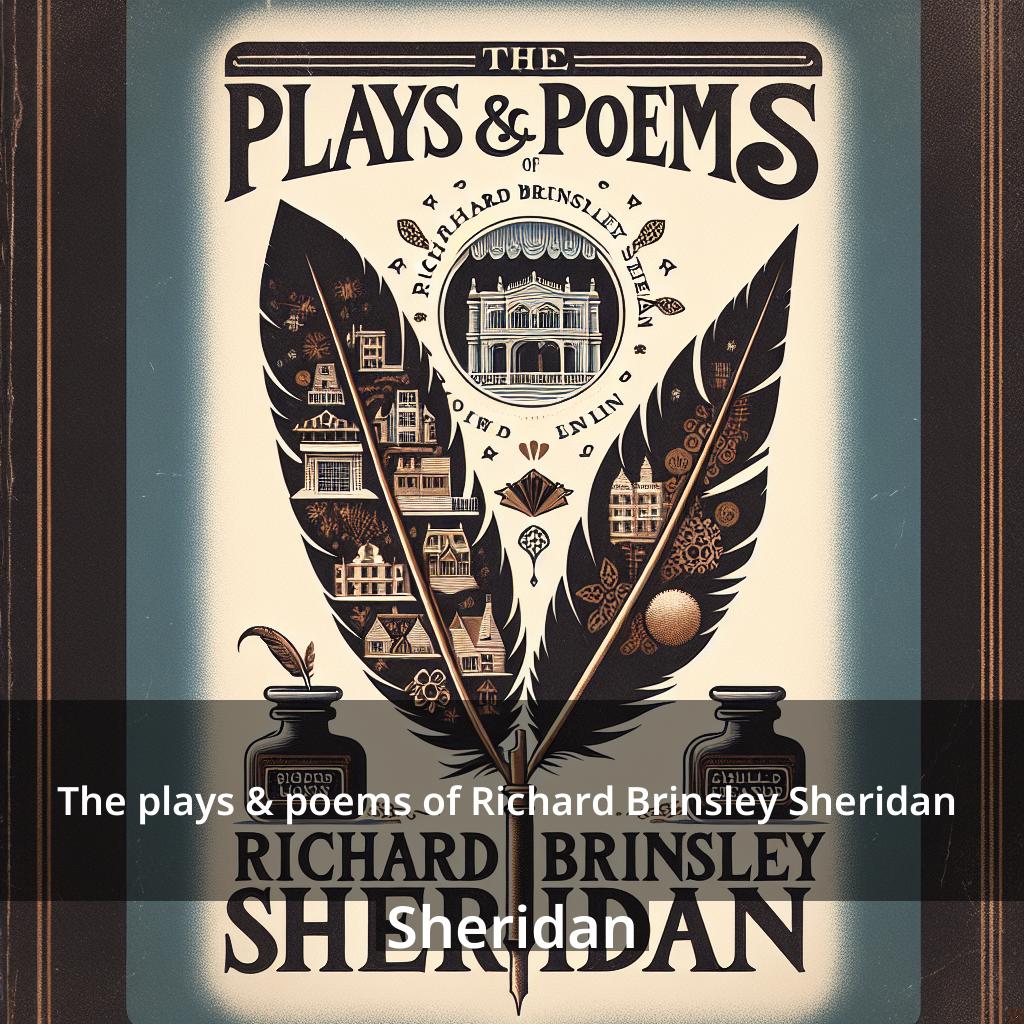 THE
PLAYS & POEMS
OF
RICHARD BRINSLEY
The plays & poems of Richard Brinsley Sheridan
RICHARD BRINSLEY
SHERIDAN
Sheridan